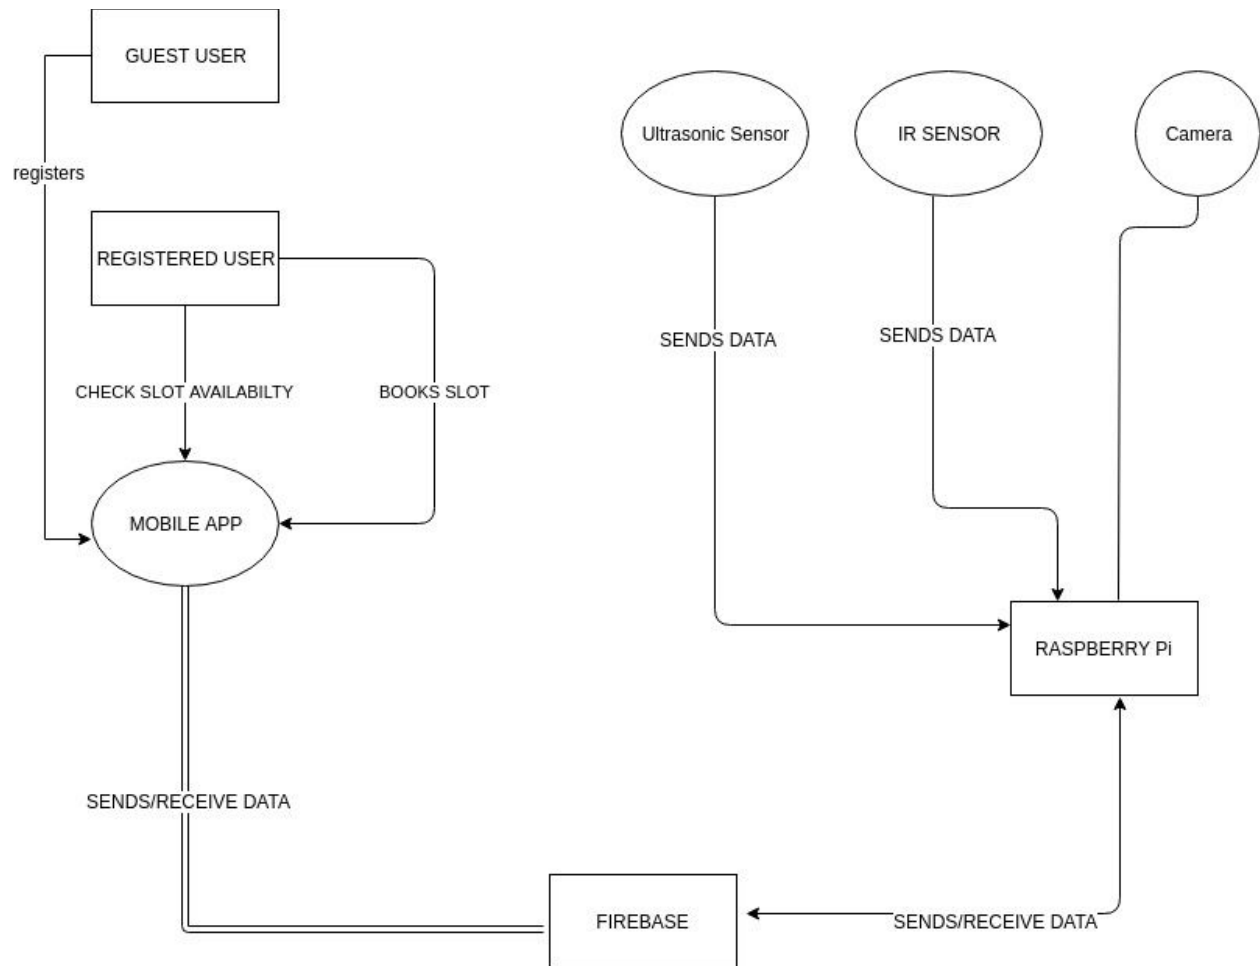 GUEST USER
Ultrasonic Sensor
IR SENSOR
Camera
registers
REGISTERED USER
SENDS DATA
SENDS DATA
CHECK SLOT AVAILABILTY
BOOKS SLOT
MOBILE APP
RASPBERRY Pi
SENDS/RECEIVE DATA
FIREBASE
SENDS/RECEIVE DATA